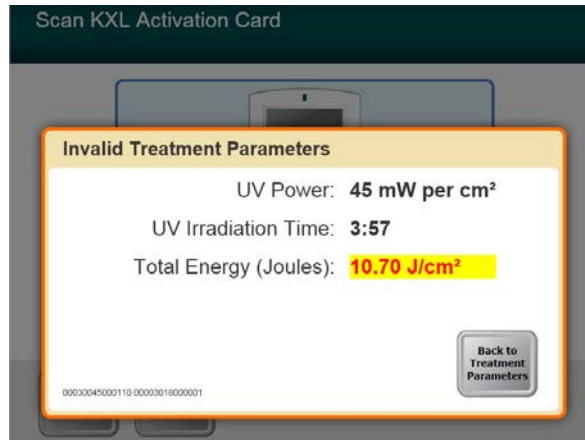 Scan KXL Activation Card
Invalid Treatment Parameters
UV Power: 45 mW per cm²
UV Irradiation Time: 3:57
Total Energy (Joules): 10.70 J/cm²
Back to
Treatment
Parameters
00030045000110.00003018000001